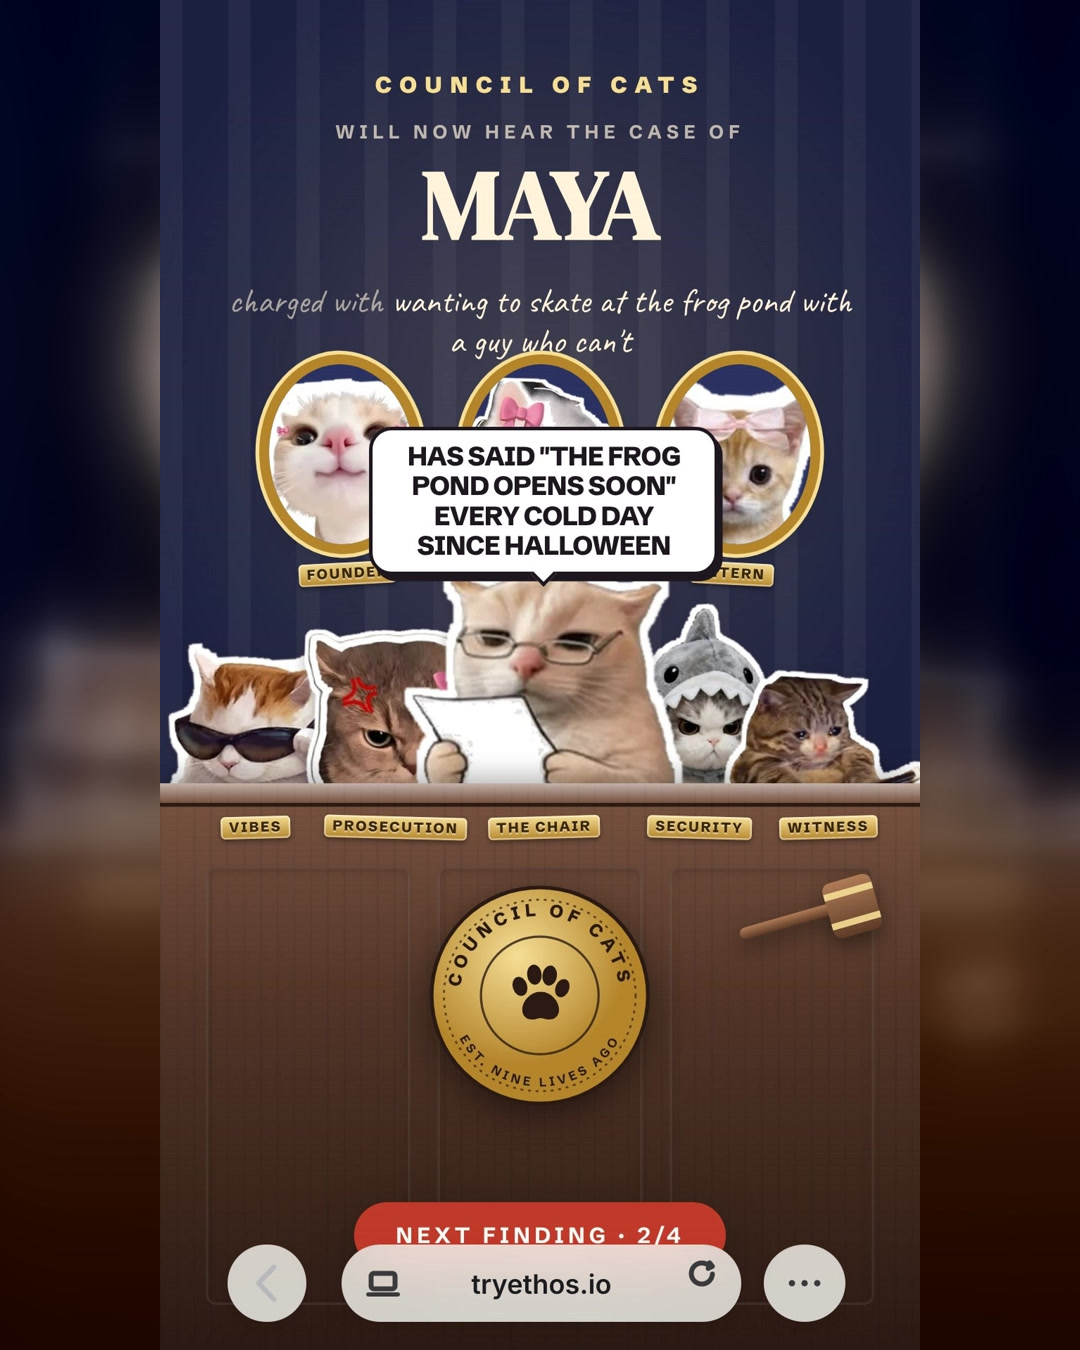 COUNCIL OF CATS
WILL NOW HEAR THE CASE OF
MAYA
charged with wanting to skate at the frog pond with
a guy who can't
HAS SAID "THE FROG
POND OPENS SOON"
EVERY COLD DAY
SINCE HALLOWEEN
VIBES
PROSECUTION
THE CHAIR
SECURITY
WITNESS
COUNCIL OF CATS
EST. NINE LIVES AGO
NEXT FINDING · 2/4
tryethos.io